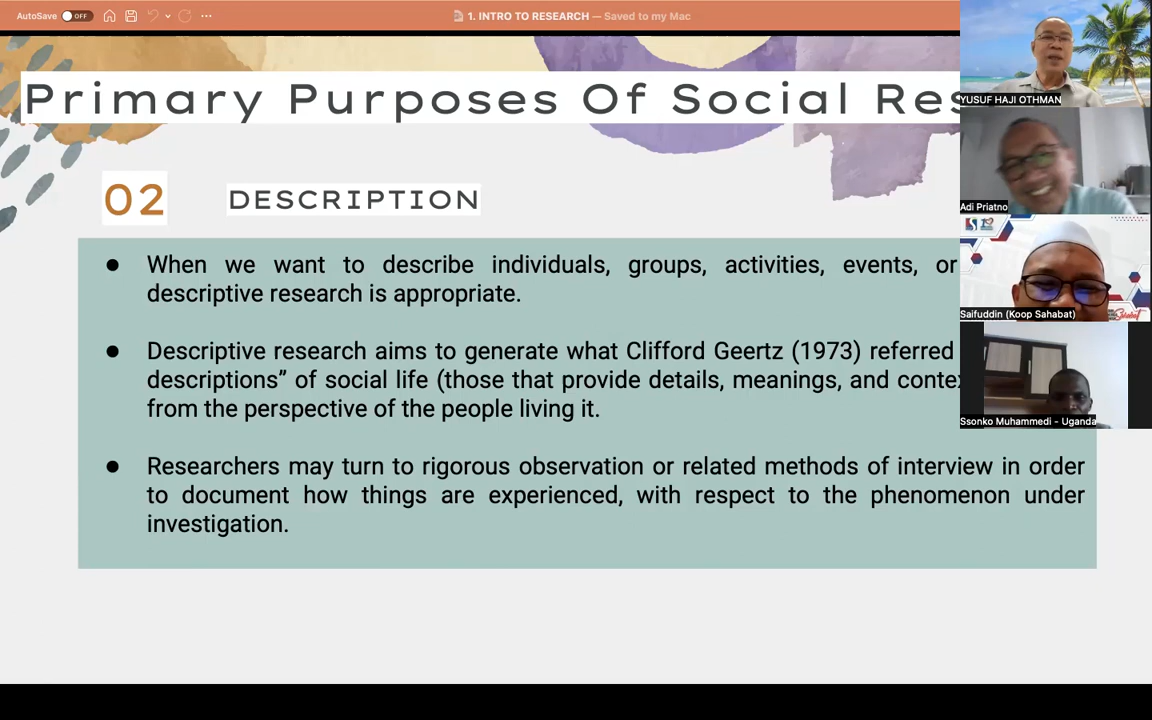 AutoSave OFF
1. INTRO TO RESEARCH — Saved to my Mac
Primary Purposes Of Social Res
02
DESCRIPTION
● When we want to describe individuals, groups, activities, events, or
descriptive research is appropriate.
● Descriptive research aims to generate what Clifford Geertz (1973) referred
descriptions” of social life (those that provide details, meanings, and
from the perspective of the people living it.
● Researchers may turn to rigorous observation or related methods of interview in order
to document how things are experienced, with respect to the phenomenon under
investigation.
YUSUF HAJI OTHMAN
Adi Priatno
Saifuddin (Koop Sahabat)
Ssonko Muhammedi - Uganda